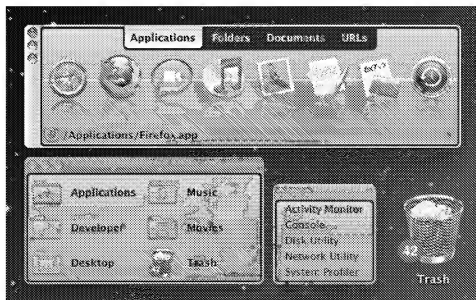 Applications Folders Documents URLs
/Applications/Firefox.app
Applications Music
Developer Movies
Desktop Trash
Activity Monitor
Console
Disk Utility
Network Utility
System Profiler
42
Trash